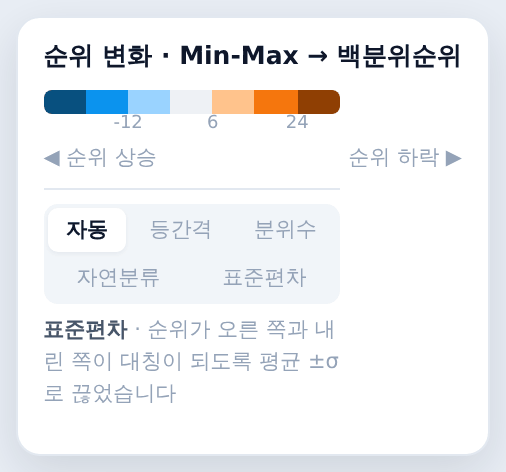 순위 변화 · Min-Max → 백분위순위
-12 6 24
◀ 순위 상승 순위 하락 ▶
자동 등간격 분위수
자연분류 표준편차
표준편차 · 순위가 오른 쪽과 내
린 쪽이 대칭이 되도록 평균 ±σ
로 끊었습니다